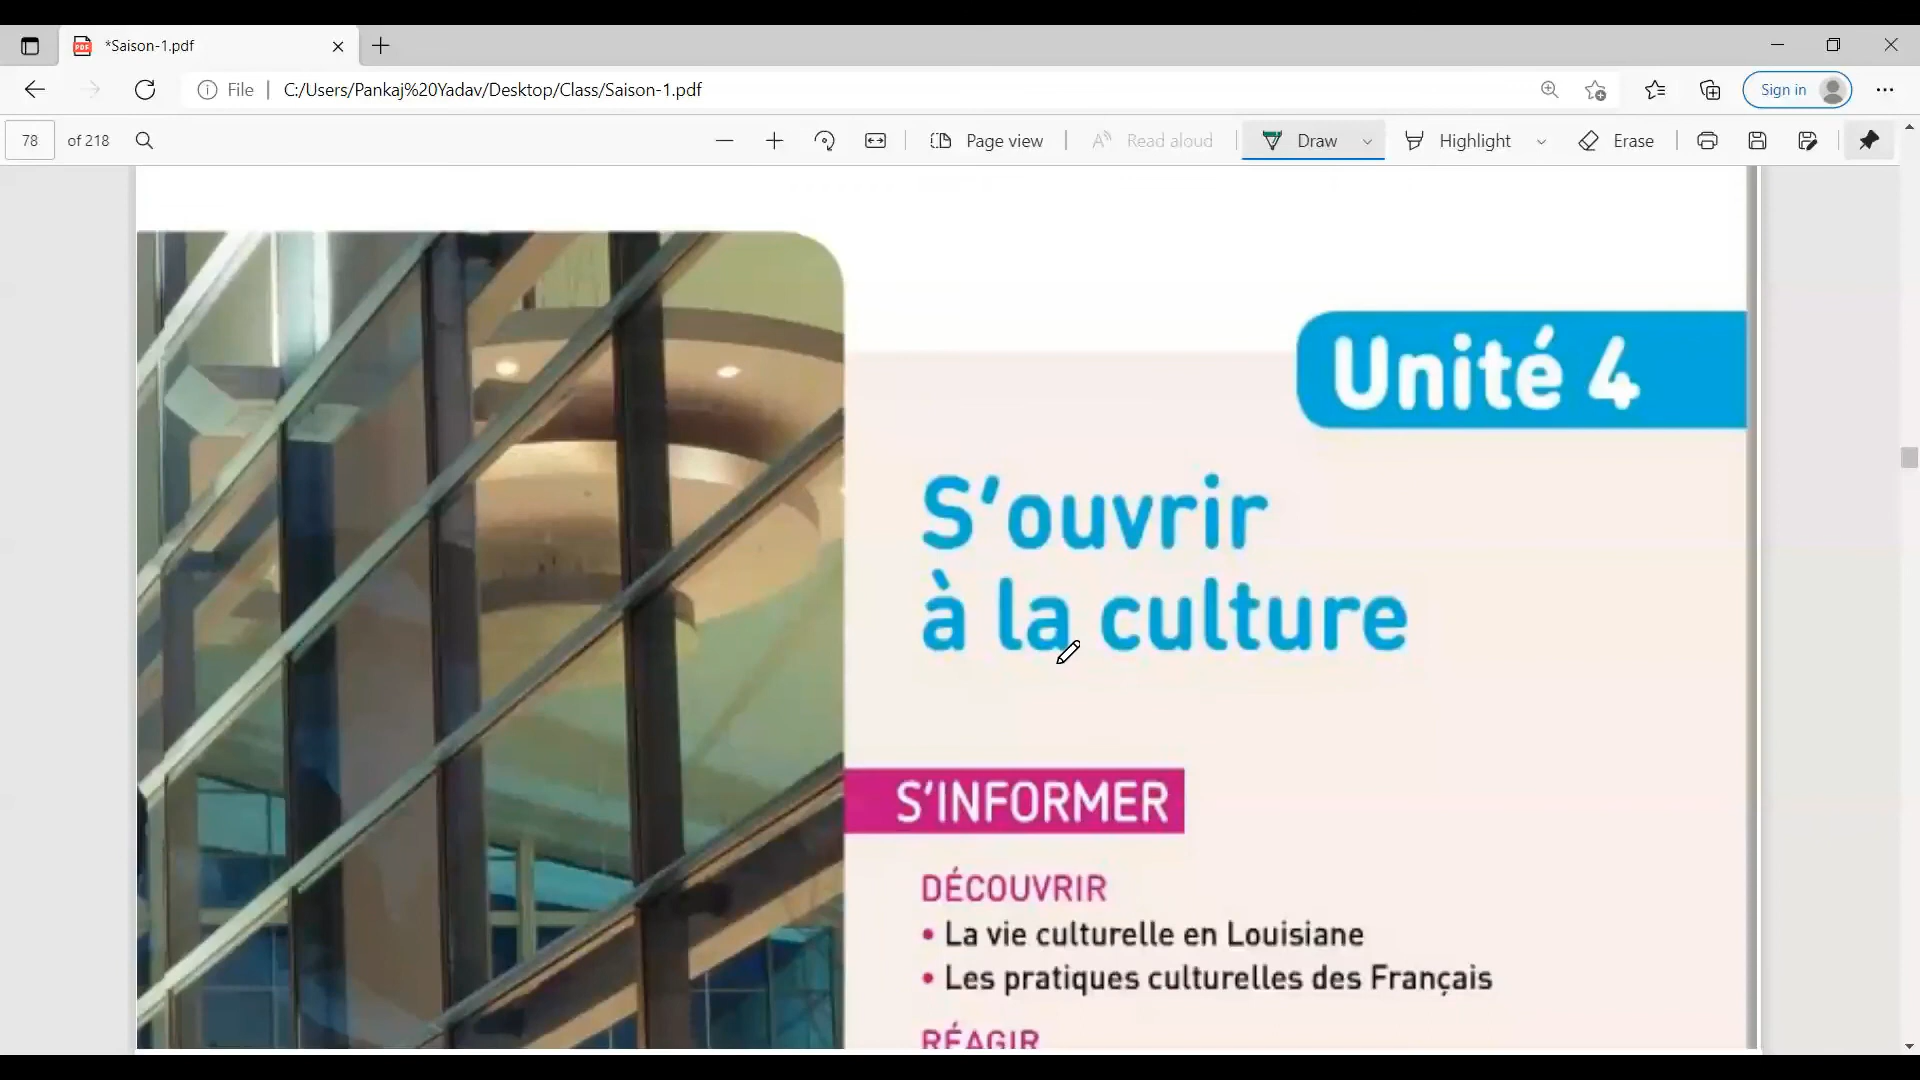 *Saison-1.pdf
File
C:/Users/Pankaj%20Yadav/Desktop/Class/Saison-1.pdf
Sign in
78 of 218
Page view
Read aloud
Draw
Highlight
Erase
Unité 4
S'ouvrir
à la culture
S'INFORMER
DÉCOUVRIR
• La vie culturelle en Louisiane
• Les pratiques culturelles des Français
RÉAGIR